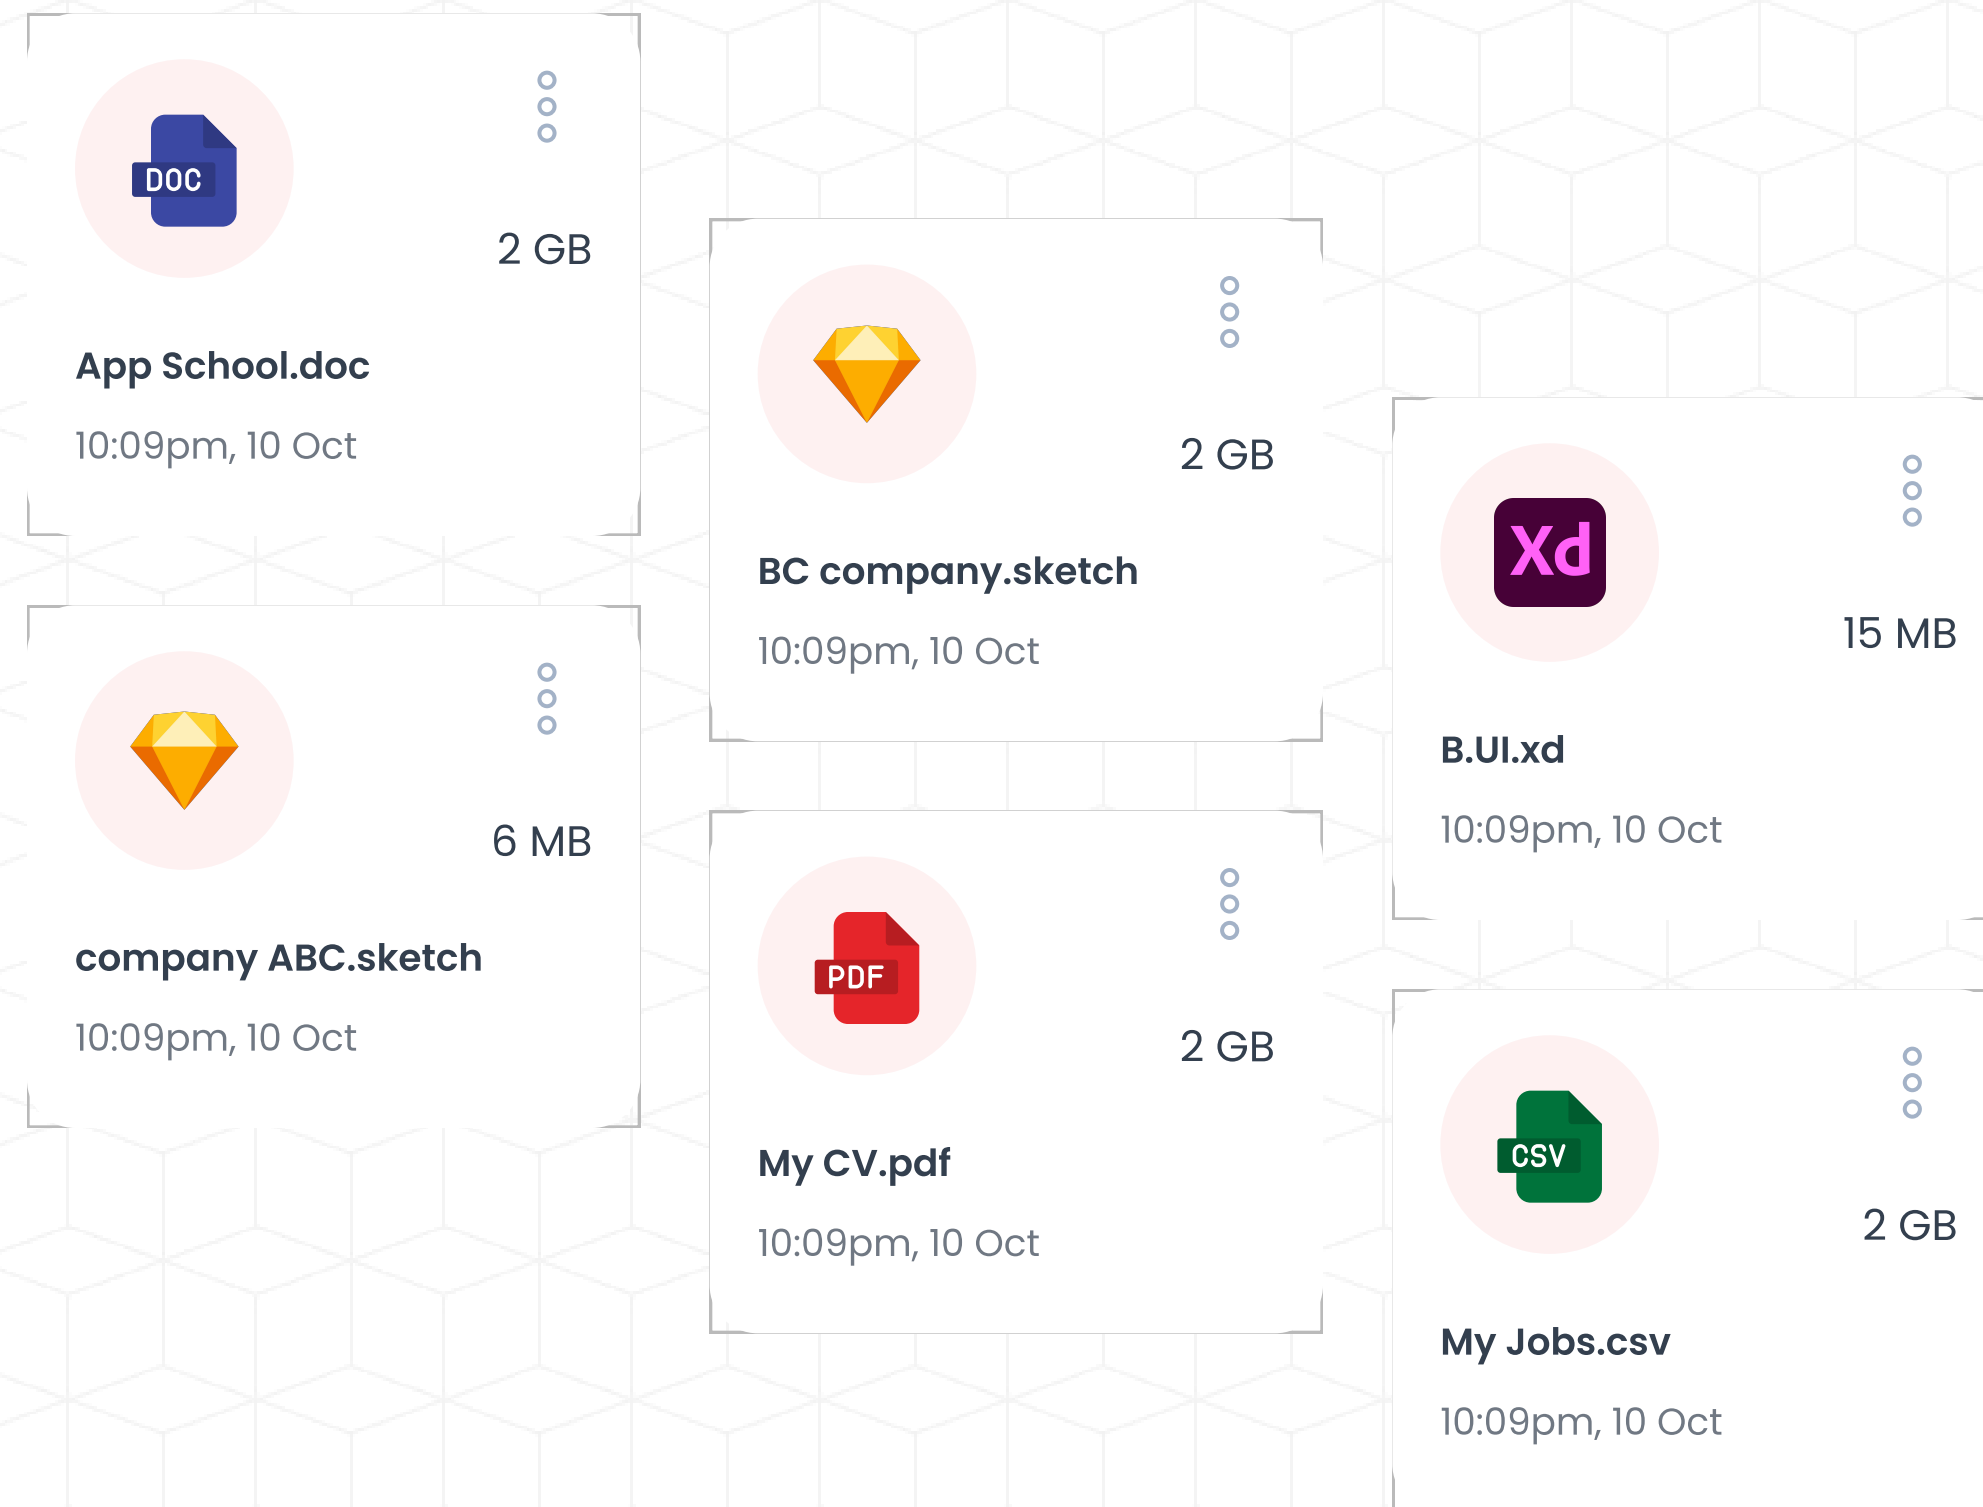 DOC
2 GB
App School.doc
10:09pm, 10 Oct
6 MB
company ABC.sketch
10:09pm, 10 Oct
2 GB
BC company.sketch
10:09pm, 10 Oct
PDF
2 GB
My CV.pdf
10:09pm, 10 Oct
Xd
15 MB
B.UI.xd
10:09pm, 10 Oct
CSV
2 GB
My Jobs.csv
10:09pm, 10 Oct